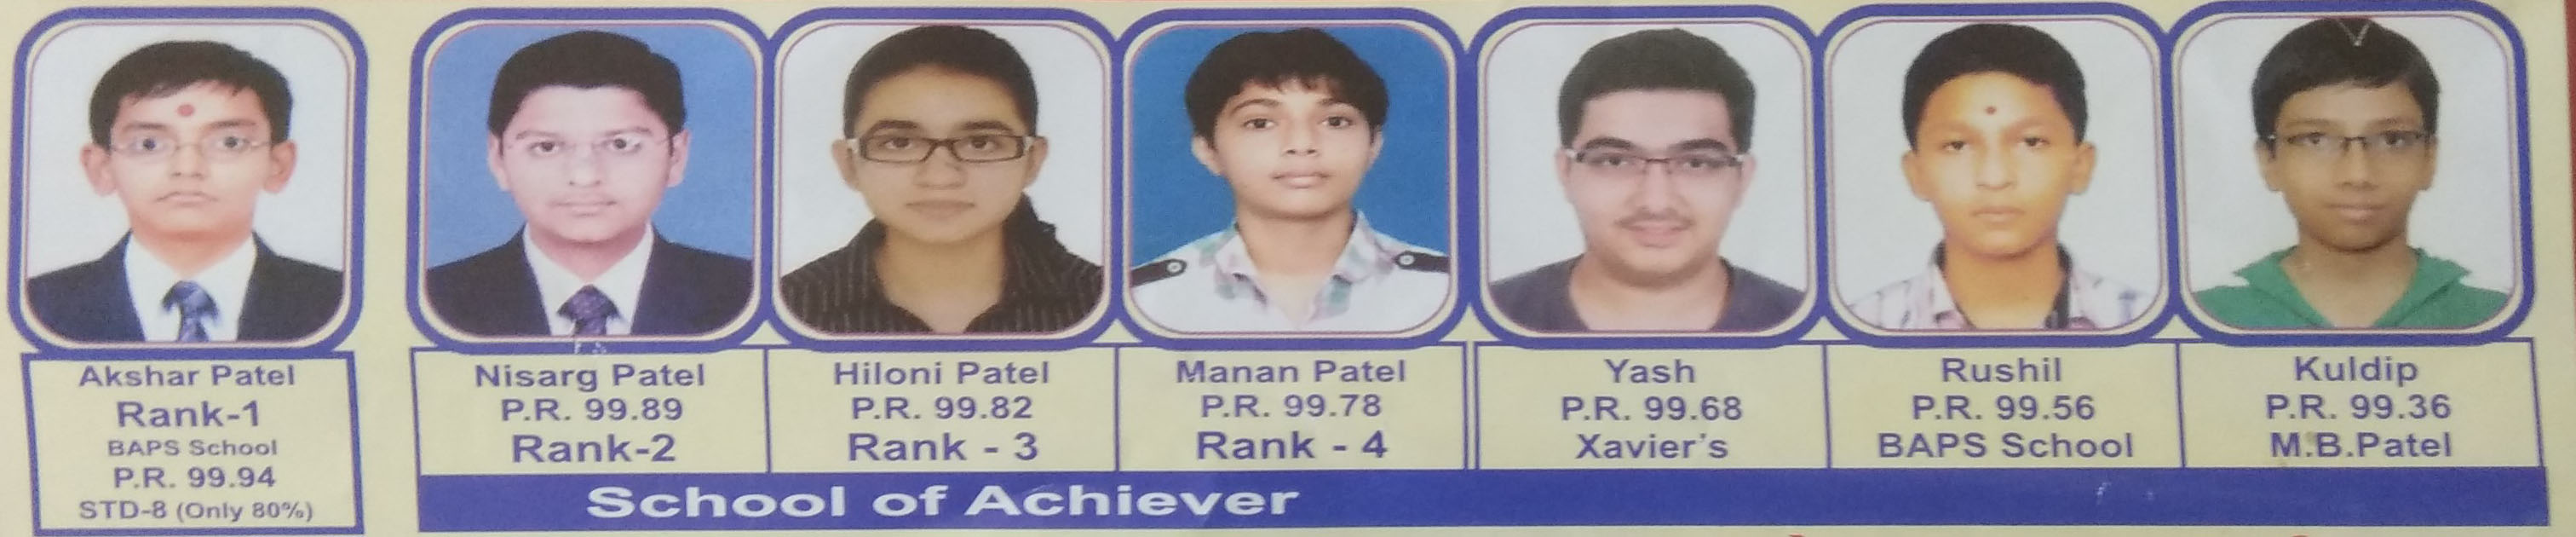 Akshar Patel
Rank-1
BAPS School
P.R. 99.94
STD-8 (Only 80%)
Nisarg Patel
P.R. 99.89
Rank-2
Hiloni Patel
P.R. 99.82
Rank - 3
Manan Patel
P.R. 99.78
Rank - 4
Yash
P.R. 99.68
Xavier's
Rushil
P.R. 99.56
BAPS School
Kuldip
P.R. 99.36
M.B.Patel
School of Achiever